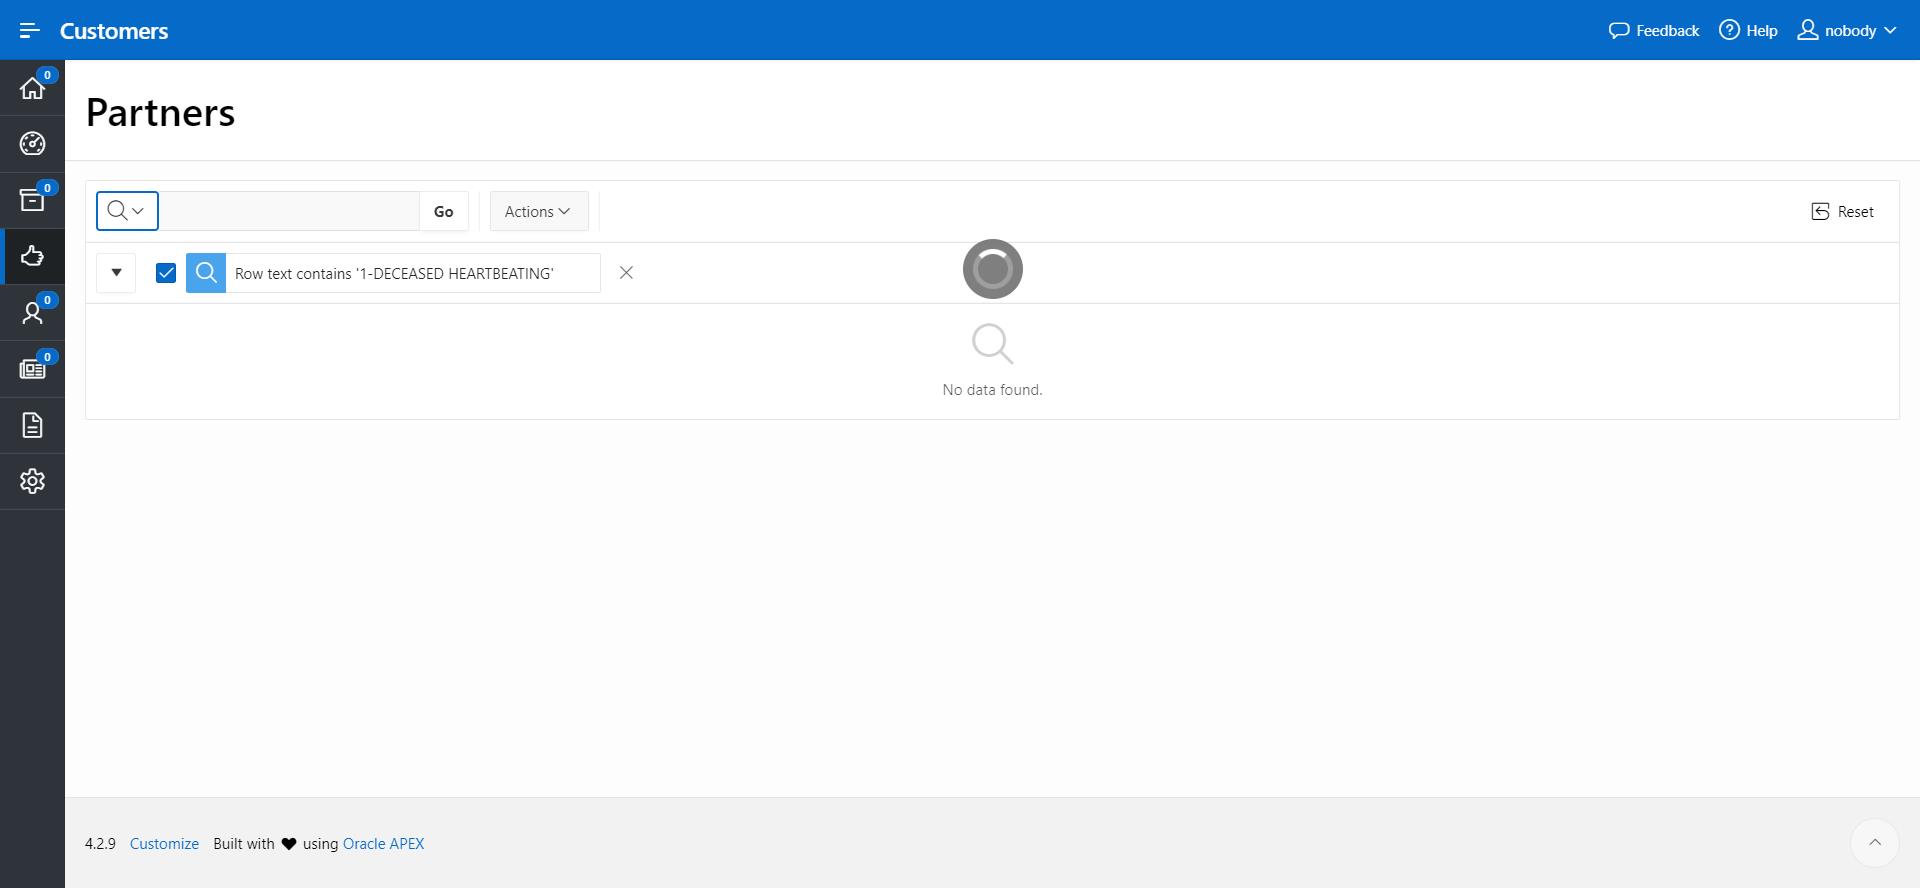 Customers
Feedback
Help
nobody
0
0
0
0
Partners
Go
Actions
Reset
Row text contains '1-DECEASED HEARTBEATING'
No data found.
4.2.9 Customize Built with ♥ using Oracle APEX